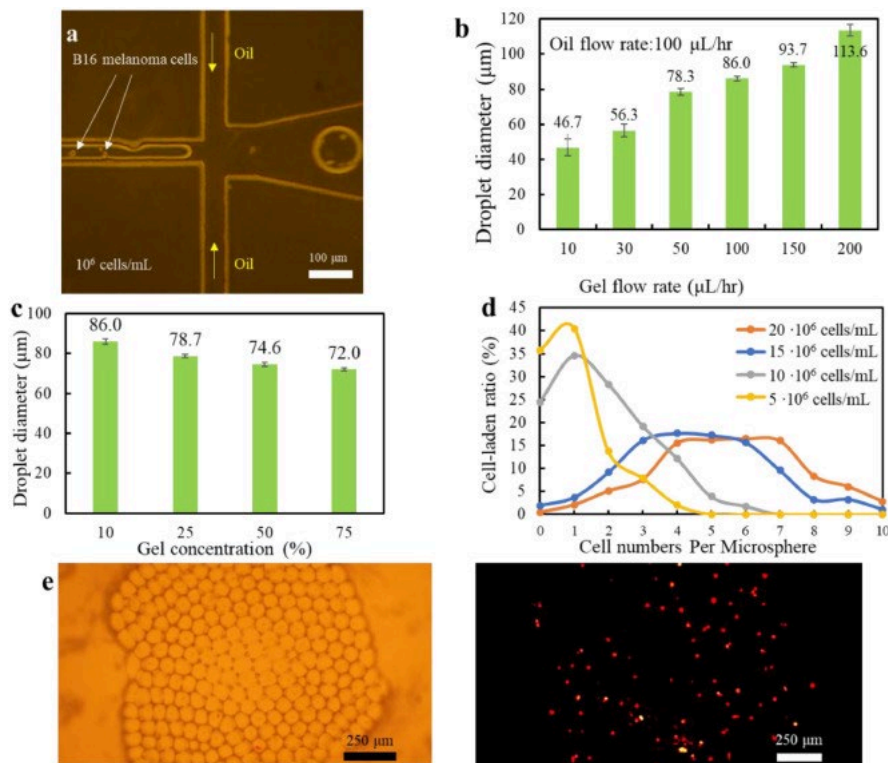 a
B16 melanoma cells
Oil
10⁶ cells/mL
Oil
100 μm
b
Droplet diameter (μm)
120
100
80
60
40
20
0
Oil flow rate:100 μL/hr
46.7
56.3
78.3
86.0
93.7
113.6
10 30 50 100 150 200
Gel flow rate (μL/hr)
c
Droplet diameter (μm)
100
80
60
40
20
0
86.0
78.7
74.6
72.0
10 25 50 75
Gel concentration (%)
d
Cell-laden ratio (%)
45
40
35
30
25
20
15
10
5
0
20 ·10⁶ cells/mL
15 ·10⁶ cells/mL
10 ·10⁶ cells/mL
5 ·10⁶ cells/mL
0 1 2 3 4 5 6 7 8 9 10
Cell numbers Per Microsphere
e
250 μm
250 μm